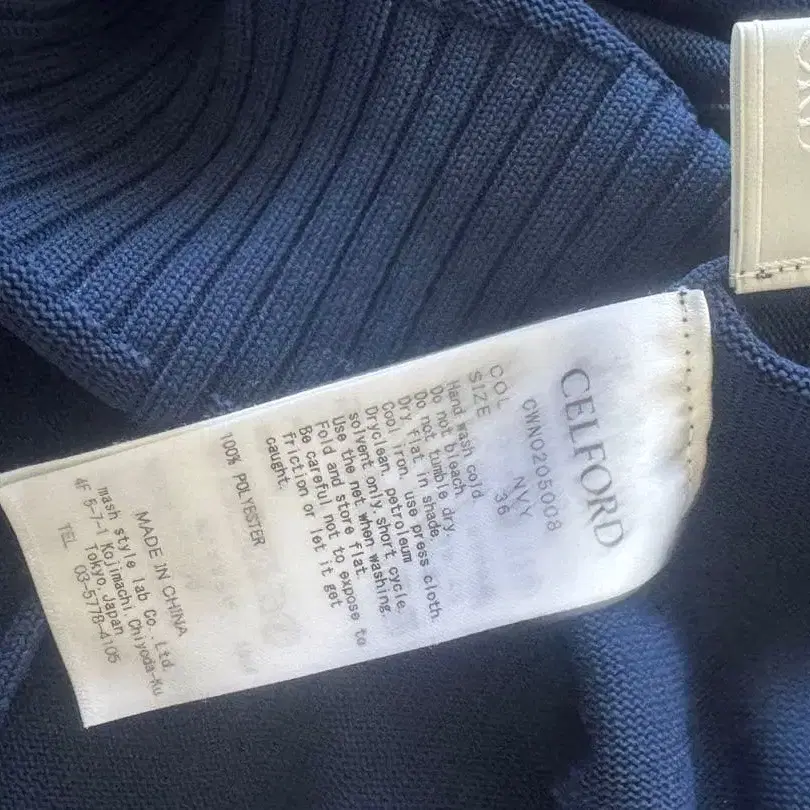 CELFORD
CWNO205008
COL NVY
SIZE 36
Hand wash cold.
Do not bleach.
Do not tumble dry.
Dry flat in shade.
Cool iron, use press cloth.
Dryclean, petroleum
solvent only short cycle.
Use the net when washing.
Fold and store flat.
Be careful not to expose to
friction or let it get
caught.
100% POLYESTER
MADE IN CHINA
mash style lab Co., Ltd.
4F 5-7-1 Kojimachi Chiyoda-Ku
Tokyo, Japan
TEL 03-5778-4105